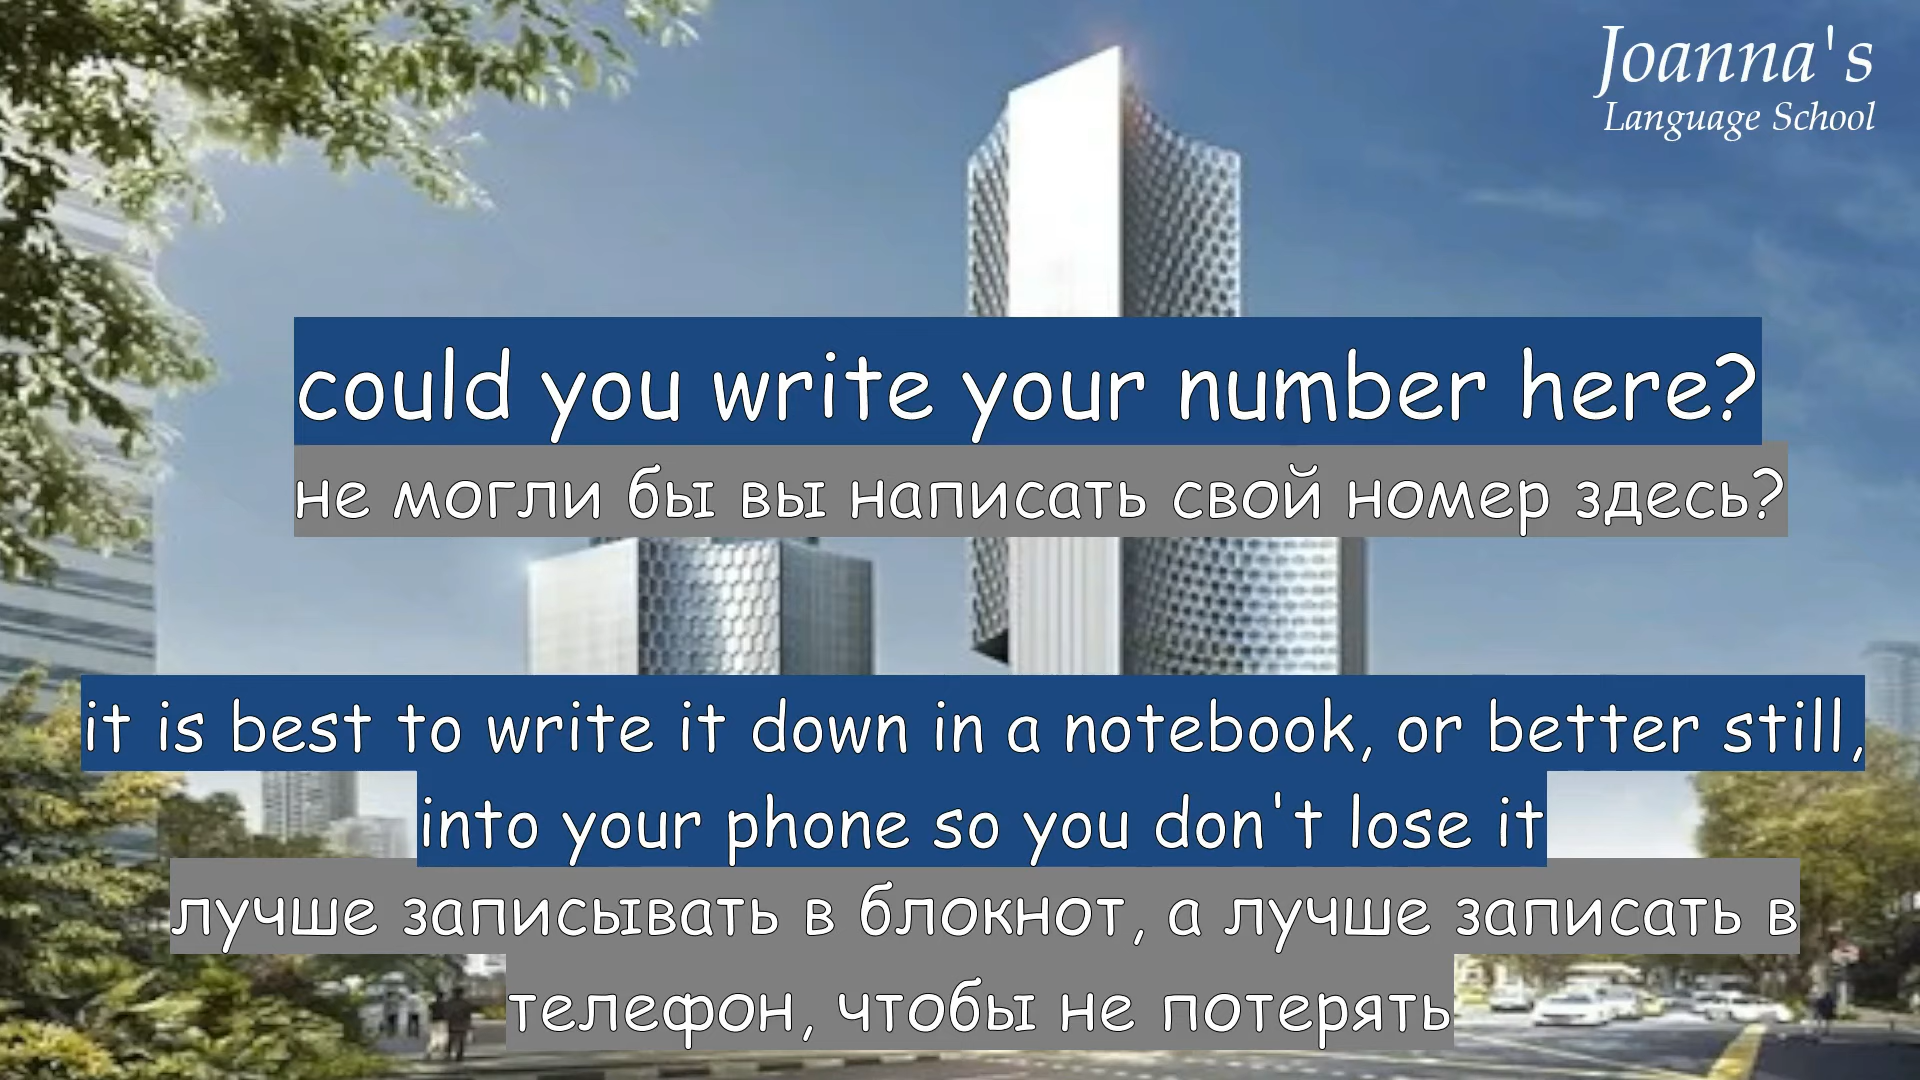 Joanna's
Language School
could you write your number here?
не могли бы вы написать свой номер здесь?
it is best to write it down in a notebook, or better still,
into your phone so you don't lose it
лучше записывать в блокнот, а лучше записать в
телефон, чтобы не потерять